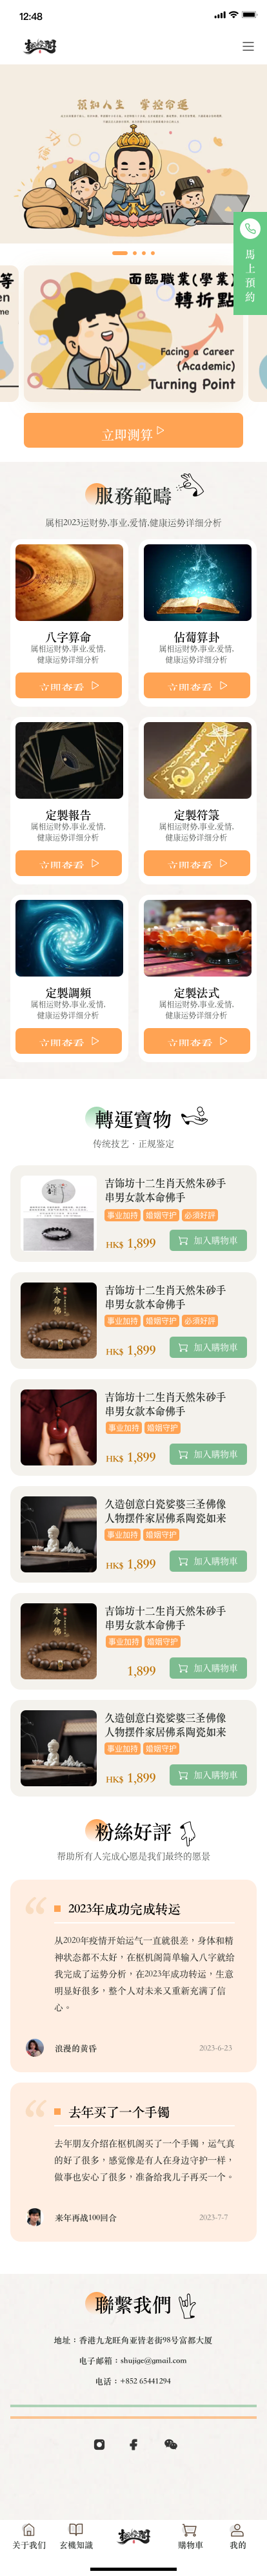 12:48
枢機閣
預知人生 掌控命運
馬上預約
面臨職業(學業)
轉折點
Facing a Career
(Academic)
Turning Point
立即测算
服務範疇
属相2023运财势,事业,爱情,健康运势详细分析
八字算命
属相运财势,事业,爱情,
健康运势详细分析
立即查看
佔蔔算卦
属相运财势,事业,爱情,
健康运势详细分析
立即查看
定製報告
属相运财势,事业,爱情,
健康运势详细分析
立即查看
定製符箓
属相运财势,事业,爱情,
健康运势详细分析
立即查看
定製調頻
属相运财势,事业,爱情,
健康运势详细分析
立即查看
定製法式
属相运财势,事业,爱情,
健康运势详细分析
立即查看
轉運寶物
传统技艺 · 正规鉴定
吉饰坊十二生肖天然朱砂手
串男女款本命佛手
事业加持 婚姻守护 必须好评
HK$ 1,899
加入購物車
本命佛
吉饰坊十二生肖天然朱砂手
串男女款本命佛手
事业加持 婚姻守护 必须好评
HK$ 1,899
加入購物車
吉饰坊十二生肖天然朱砂手
串男女款本命佛手
事业加持 婚姻守护
HK$ 1,899
加入購物車
久造创意白瓷娑婆三圣佛像
人物摆件家居佛系陶瓷如来
事业加持 婚姻守护
HK$ 1,899
加入購物車
本命佛
吉饰坊十二生肖天然朱砂手
串男女款本命佛手
事业加持 婚姻守护
1,899
加入購物車
久造创意白瓷娑婆三圣佛像
人物摆件家居佛系陶瓷如来
事业加持 婚姻守护
HK$ 1,899
加入購物車
粉絲好評
帮助所有人完成心愿是我们最终的愿景
2023年成功完成转运
从2020年疫情开始运气一直就很差，身体和精
神状态都不太好，在枢机阁简单输入八字就给
我完成了运势分析，在2023年成功转运，生意
明显好很多，整个人对未来又重新充满了信
心。
浪漫的黄昏
2023-6-23
去年买了一个手镯
去年朋友介绍在枢机阁买了一个手镯，运气真
的好了很多，感觉像是有人在身边守护一样，
做事也安心了很多，准备给我儿子再买一个。
来年再战100回合
2023-7-7
聯繫我們
地址：香港九龙旺角亚皆老街98号富都大厦
电子邮箱：shujige@gmail.com
电话：+852 65441294
关于我们
玄機知識
枢機閣
購物車
我的